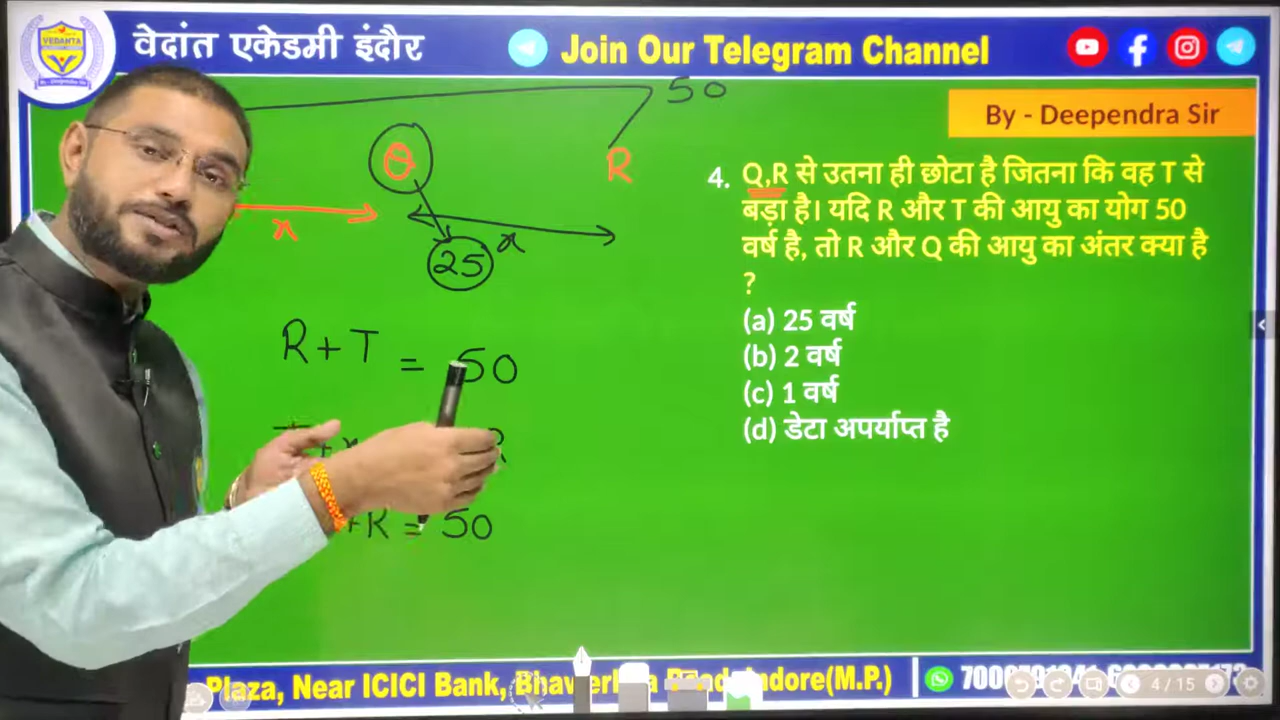 वेदांत एकेडमी इंदौर
Join Our Telegram Channel
VEDANTA
By - Deependra Sir
50
Q
R
x
x
25
R + T = 50
+R = 50
4. Q,R से उतना ही छोटा है जितना कि वह T से
बड़ा है। यदि R और T की आयु का योग 50
वर्ष है, तो R और Q की आयु का अंतर क्या है
?
(a) 25 वर्ष
(b) 2 वर्ष
(c) 1 वर्ष
(d) डेटा अपर्याप्त है
Plaza, Near ICICI Bank, Indore(M.P.)
4 / 15